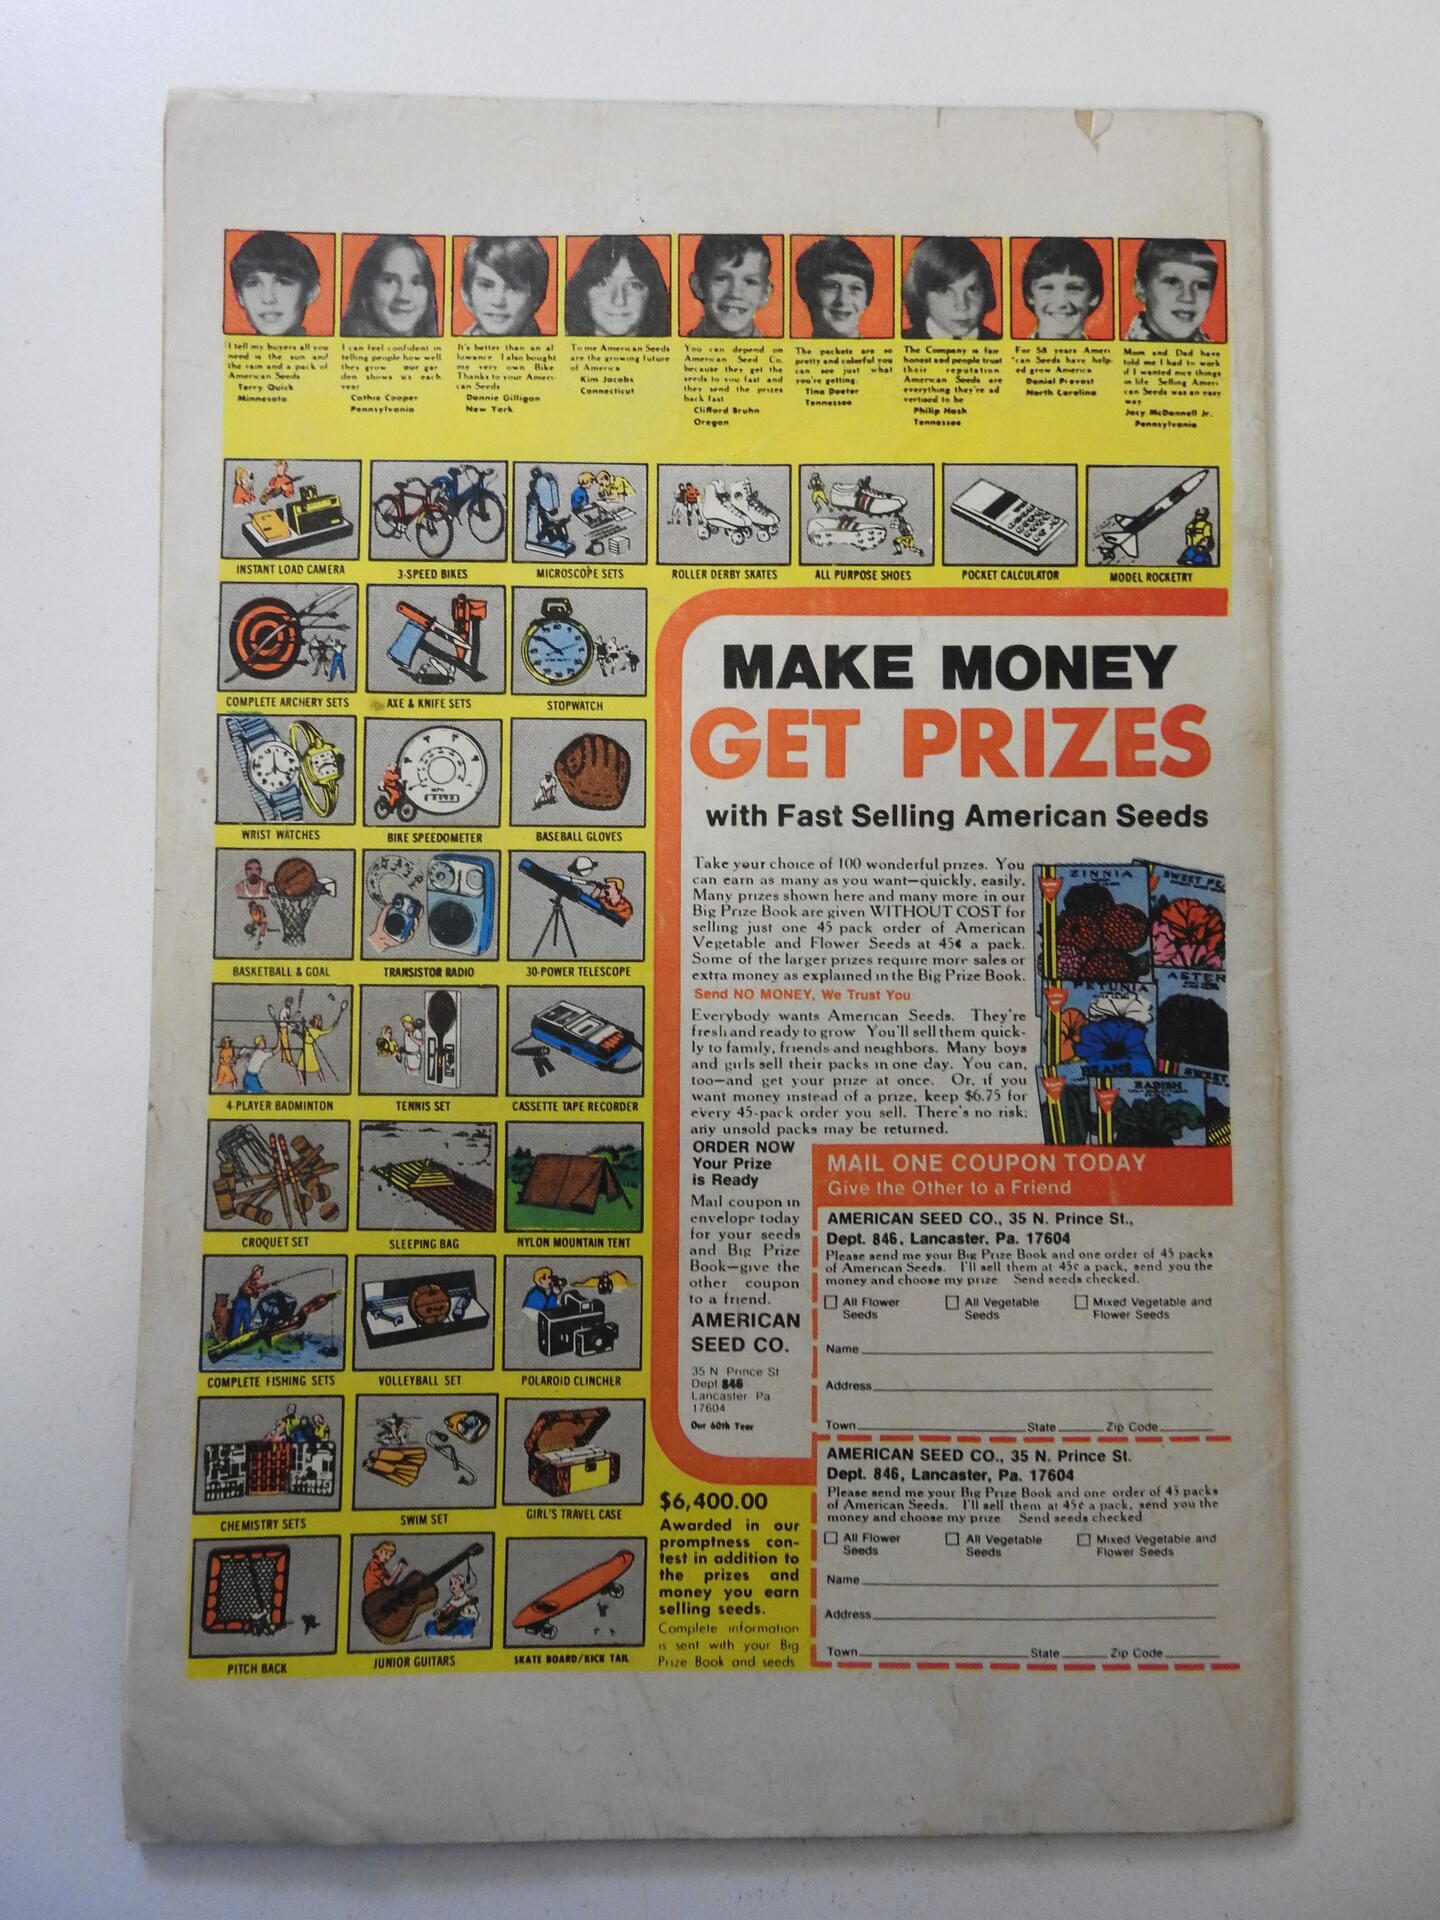 I tell my buyers all you
need is the sun and
the rain and a pack of
American Seeds
Terry Quick
Minnesota
I can feel confident in
telling people how well
they grow our gar
den shows us each
year
Cathie Cooper
Pennsylvania
It's better than an al
lowance I also bought
my very own Bike
Thanks to your Ameri-
can Seeds
Donnie Gilligan
New York
To me American Seeds
are the growing future
of America
Kim Jacobs
Connecticut
You can depend on
American Seed Co.
because they get the
seeds to you fast and
they send the prizes
back fast
Clifford Bruhn
Oregon
The packets are so
pretty and colorful you
can see just what
you're getting.
Tina Deeter
Tennessee
The Company is fair
honest and people trust
their reputation
American Seeds are
everything they're ad
vertised to be
Philip Hash
Tennessee
For 58 years Ameri
can Seeds have help-
ed grow America
Daniel Prevost
North Carolina
Mom and Dad have
told me I had to work
if I wanted nice things
in life Selling Ameri
can Seeds was an easy
way
Jacy McDonnell Jr.
Pennsylvania
INSTANT LOAD CAMERA
3-SPEED BIKES
MICROSCOPE SETS
ROLLER DERBY SKATES
ALL PURPOSE SHOES
POCKET CALCULATOR
MODEL ROCKETRY
COMPLETE ARCHERY SETS
AXE & KNIFE SETS
STOPWATCH
WRIST WATCHES
BIKE SPEEDOMETER
BASEBALL GLOVES
BASKETBALL & GOAL
TRANSISTOR RADIO
30-POWER TELESCOPE
4-PLAYER BADMINTON
TENNIS SET
CASSETTE TAPE RECORDER
CROQUET SET
SLEEPING BAG
NYLON MOUNTAIN TENT
COMPLETE FISHING SETS
VOLLEYBALL SET
POLAROID CLINCHER
CHEMISTRY SETS
SWIM SET
GIRL'S TRAVEL CASE
PITCH BACK
JUNIOR GUITARS
SKATE BOARD/KICK TAIL
MAKE MONEY
GET PRIZES
with Fast Selling American Seeds
Take your choice of 100 wonderful prizes. You
can earn as many as you want—quickly, easily.
Many prizes shown here and many more in our
Big Prize Book are given WITHOUT COST for
selling just one 45 pack order of American
Vegetable and Flower Seeds at 45¢ a pack.
Some of the larger prizes require more sales or
extra money as explained in the Big Prize Book.
Send NO MONEY, We Trust You
Everybody wants American Seeds. They're
fresh and ready to grow You'll sell them quick-
ly to family, friends and neighbors. Many boys
and girls sell their packs in one day. You can,
too—and get your prize at once. Or, if you
want money instead of a prize, keep $6.75 for
every 45-pack order you sell. There's no risk;
any unsold packs may be returned.
ZINNIA
SWEET PE
ASTER
PETUNIA
BEANS
RADISH
SWEET
ORDER NOW
Your Prize
is Ready
Mail coupon in
envelope today
for your seeds
and Big Prize
Book—give the
other coupon
to a friend.
AMERICAN
SEED CO.
35 N Prince St
Dept 846
Lancaster Pa
17604
Our 60th Year
MAIL ONE COUPON TODAY
Give the Other to a Friend
AMERICAN SEED CO., 35 N. Prince St.,
Dept. 846, Lancaster, Pa. 17604
Please send me your Big Prize Book and one order of 45 packs
of American Seeds. I'll sell them at 45¢ a pack, send you the
money and choose my prize Send seeds checked.
All Flower
Seeds
All Vegetable
Seeds
Mixed Vegetable and
Flower Seeds
Name
Address
Town State Zip Code
AMERICAN SEED CO., 35 N. Prince St.
Dept. 846, Lancaster, Pa. 17604
Please send me your Big Prize Book and one order of 45 packs
of American Seeds. I'll sell them at 45¢ a pack, send you the
money and choose my prize Send seeds checked
All Flower
Seeds
All Vegetable
Seeds
Mixed Vegetable and
Flower Seeds
Name
Address
Town State Zip Code
$6,400.00
Awarded in our
promptness con-
test in addition to
the prizes and
money you earn
selling seeds.
Complete information
is sent with your Big
Prize Book and seeds